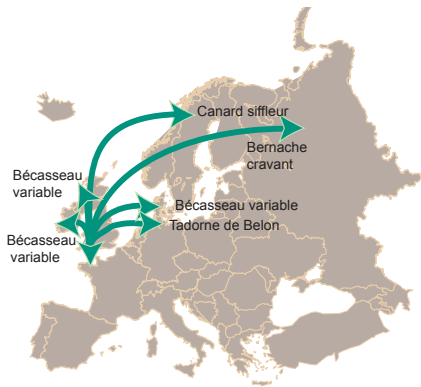 Canard siffleur
Bernache
cravant
Bécasseau
variable
Bécasseau variable
Tadorne de Belon
Bécasseau
variable